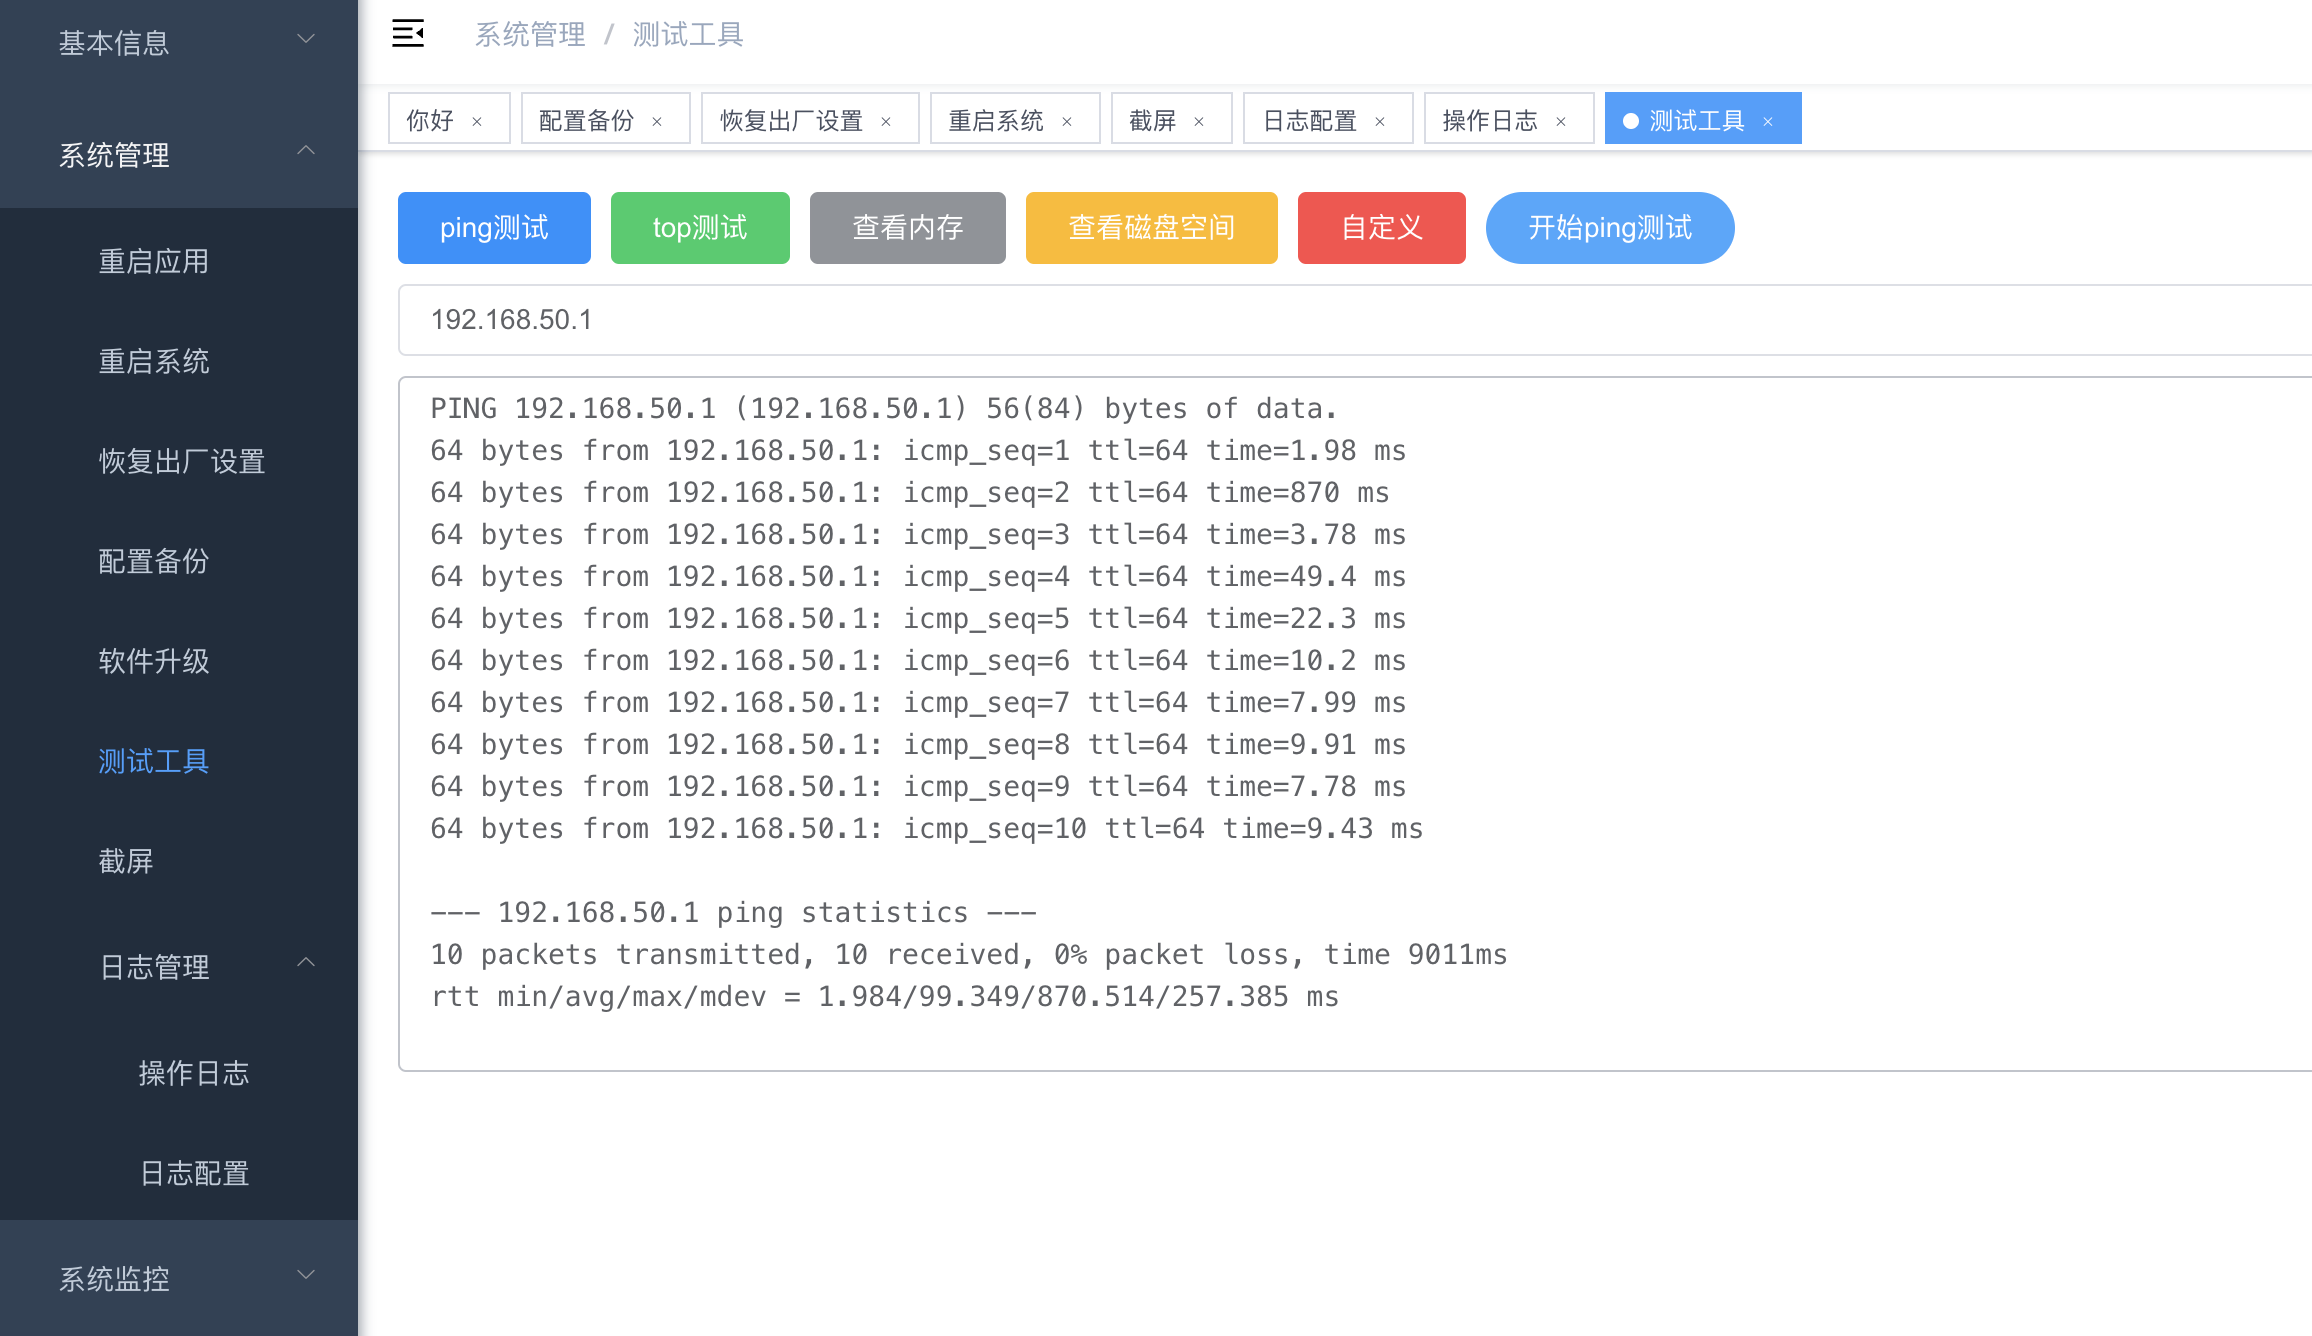 基本信息
系统管理
重启应用
重启系统
恢复出厂设置
配置备份
软件升级
测试工具
截屏
日志管理
操作日志
日志配置
系统监控
系统管理 / 测试工具
你好 × 配置备份 × 恢复出厂设置 × 重启系统 × 截屏 × 日志配置 × 操作日志 × 测试工具 ×
ping测试 top测试 查看内存 查看磁盘空间 自定义 开始ping测试
192.168.50.1
PING 192.168.50.1 (192.168.50.1) 56(84) bytes of data.
64 bytes from 192.168.50.1: icmp_seq=1 ttl=64 time=1.98 ms
64 bytes from 192.168.50.1: icmp_seq=2 ttl=64 time=870 ms
64 bytes from 192.168.50.1: icmp_seq=3 ttl=64 time=3.78 ms
64 bytes from 192.168.50.1: icmp_seq=4 ttl=64 time=49.4 ms
64 bytes from 192.168.50.1: icmp_seq=5 ttl=64 time=22.3 ms
64 bytes from 192.168.50.1: icmp_seq=6 ttl=64 time=10.2 ms
64 bytes from 192.168.50.1: icmp_seq=7 ttl=64 time=7.99 ms
64 bytes from 192.168.50.1: icmp_seq=8 ttl=64 time=9.91 ms
64 bytes from 192.168.50.1: icmp_seq=9 ttl=64 time=7.78 ms
64 bytes from 192.168.50.1: icmp_seq=10 ttl=64 time=9.43 ms
--- 192.168.50.1 ping statistics ---
10 packets transmitted, 10 received, 0% packet loss, time 9011ms
rtt min/avg/max/mdev = 1.984/99.349/870.514/257.385 ms